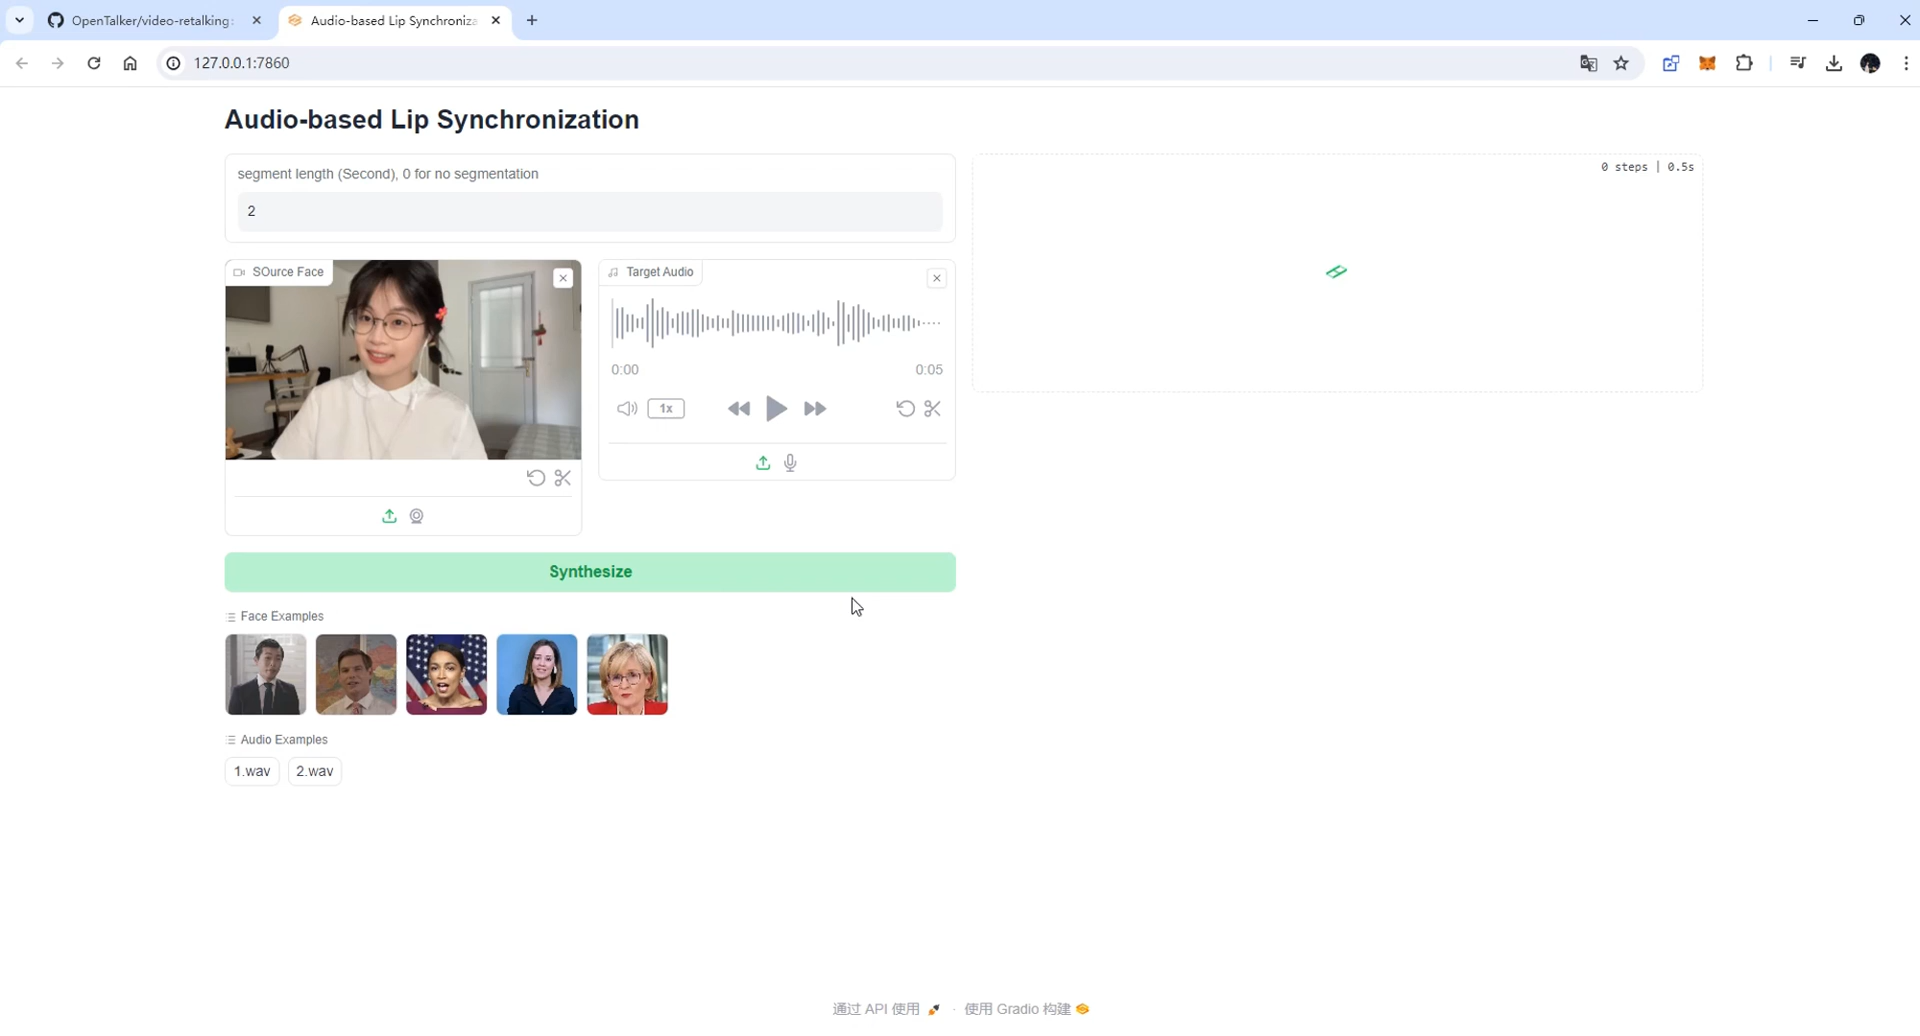 OpenTalker/video-retalking:
Audio-based Lip Synchroniza
127.0.0.1:7860
Audio-based Lip Synchronization
segment length (Second), 0 for no segmentation
2
0 steps | 0.5s
SOurce Face
Target Audio
0:00
0:05
1x
Synthesize
Face Examples
Audio Examples
1.wav
2.wav
通过 API 使用 · 使用 Gradio 构建